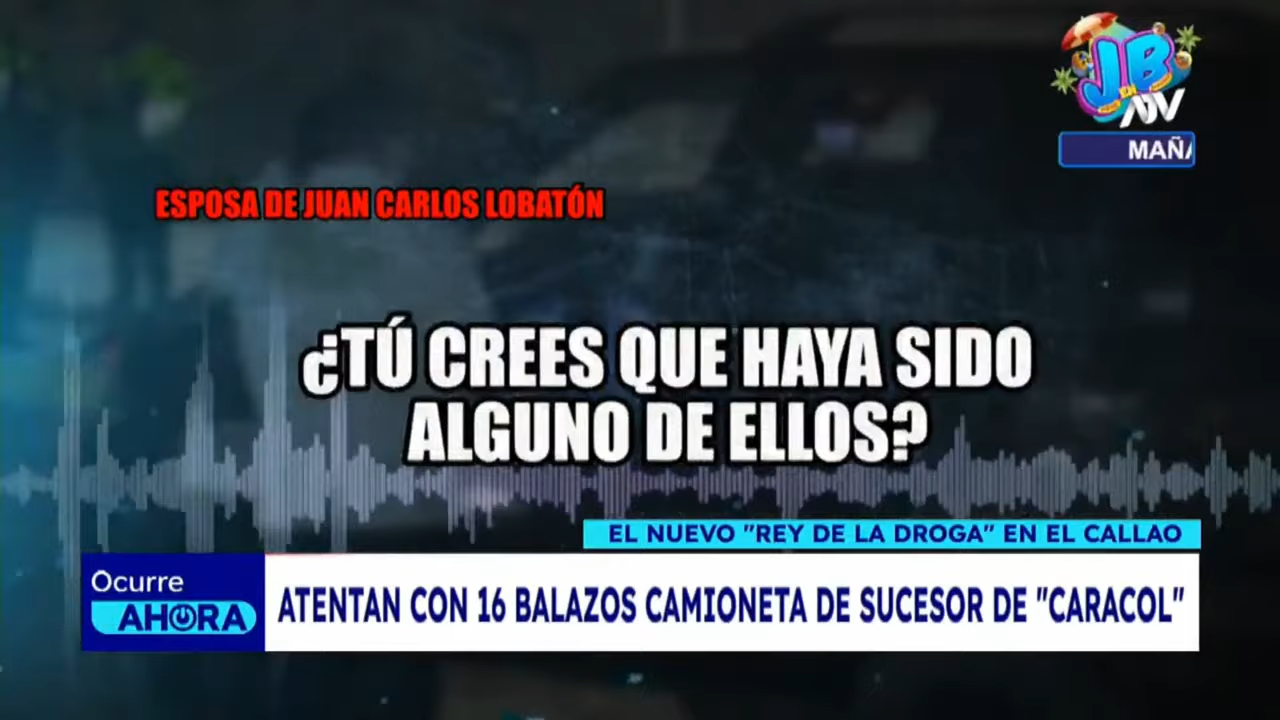 JB
EN
ATV
MAÑA
ESPOSA DE JUAN CARLOS LOBATÓN
¿TÚ CREES QUE HAYA SIDO
ALGUNO DE ELLOS?
EL NUEVO "REY DE LA DROGA" EN EL CALLAO
Ocurre
AHORA
ATENTAN CON 16 BALAZOS CAMIONETA DE SUCESOR DE "CARACOL"